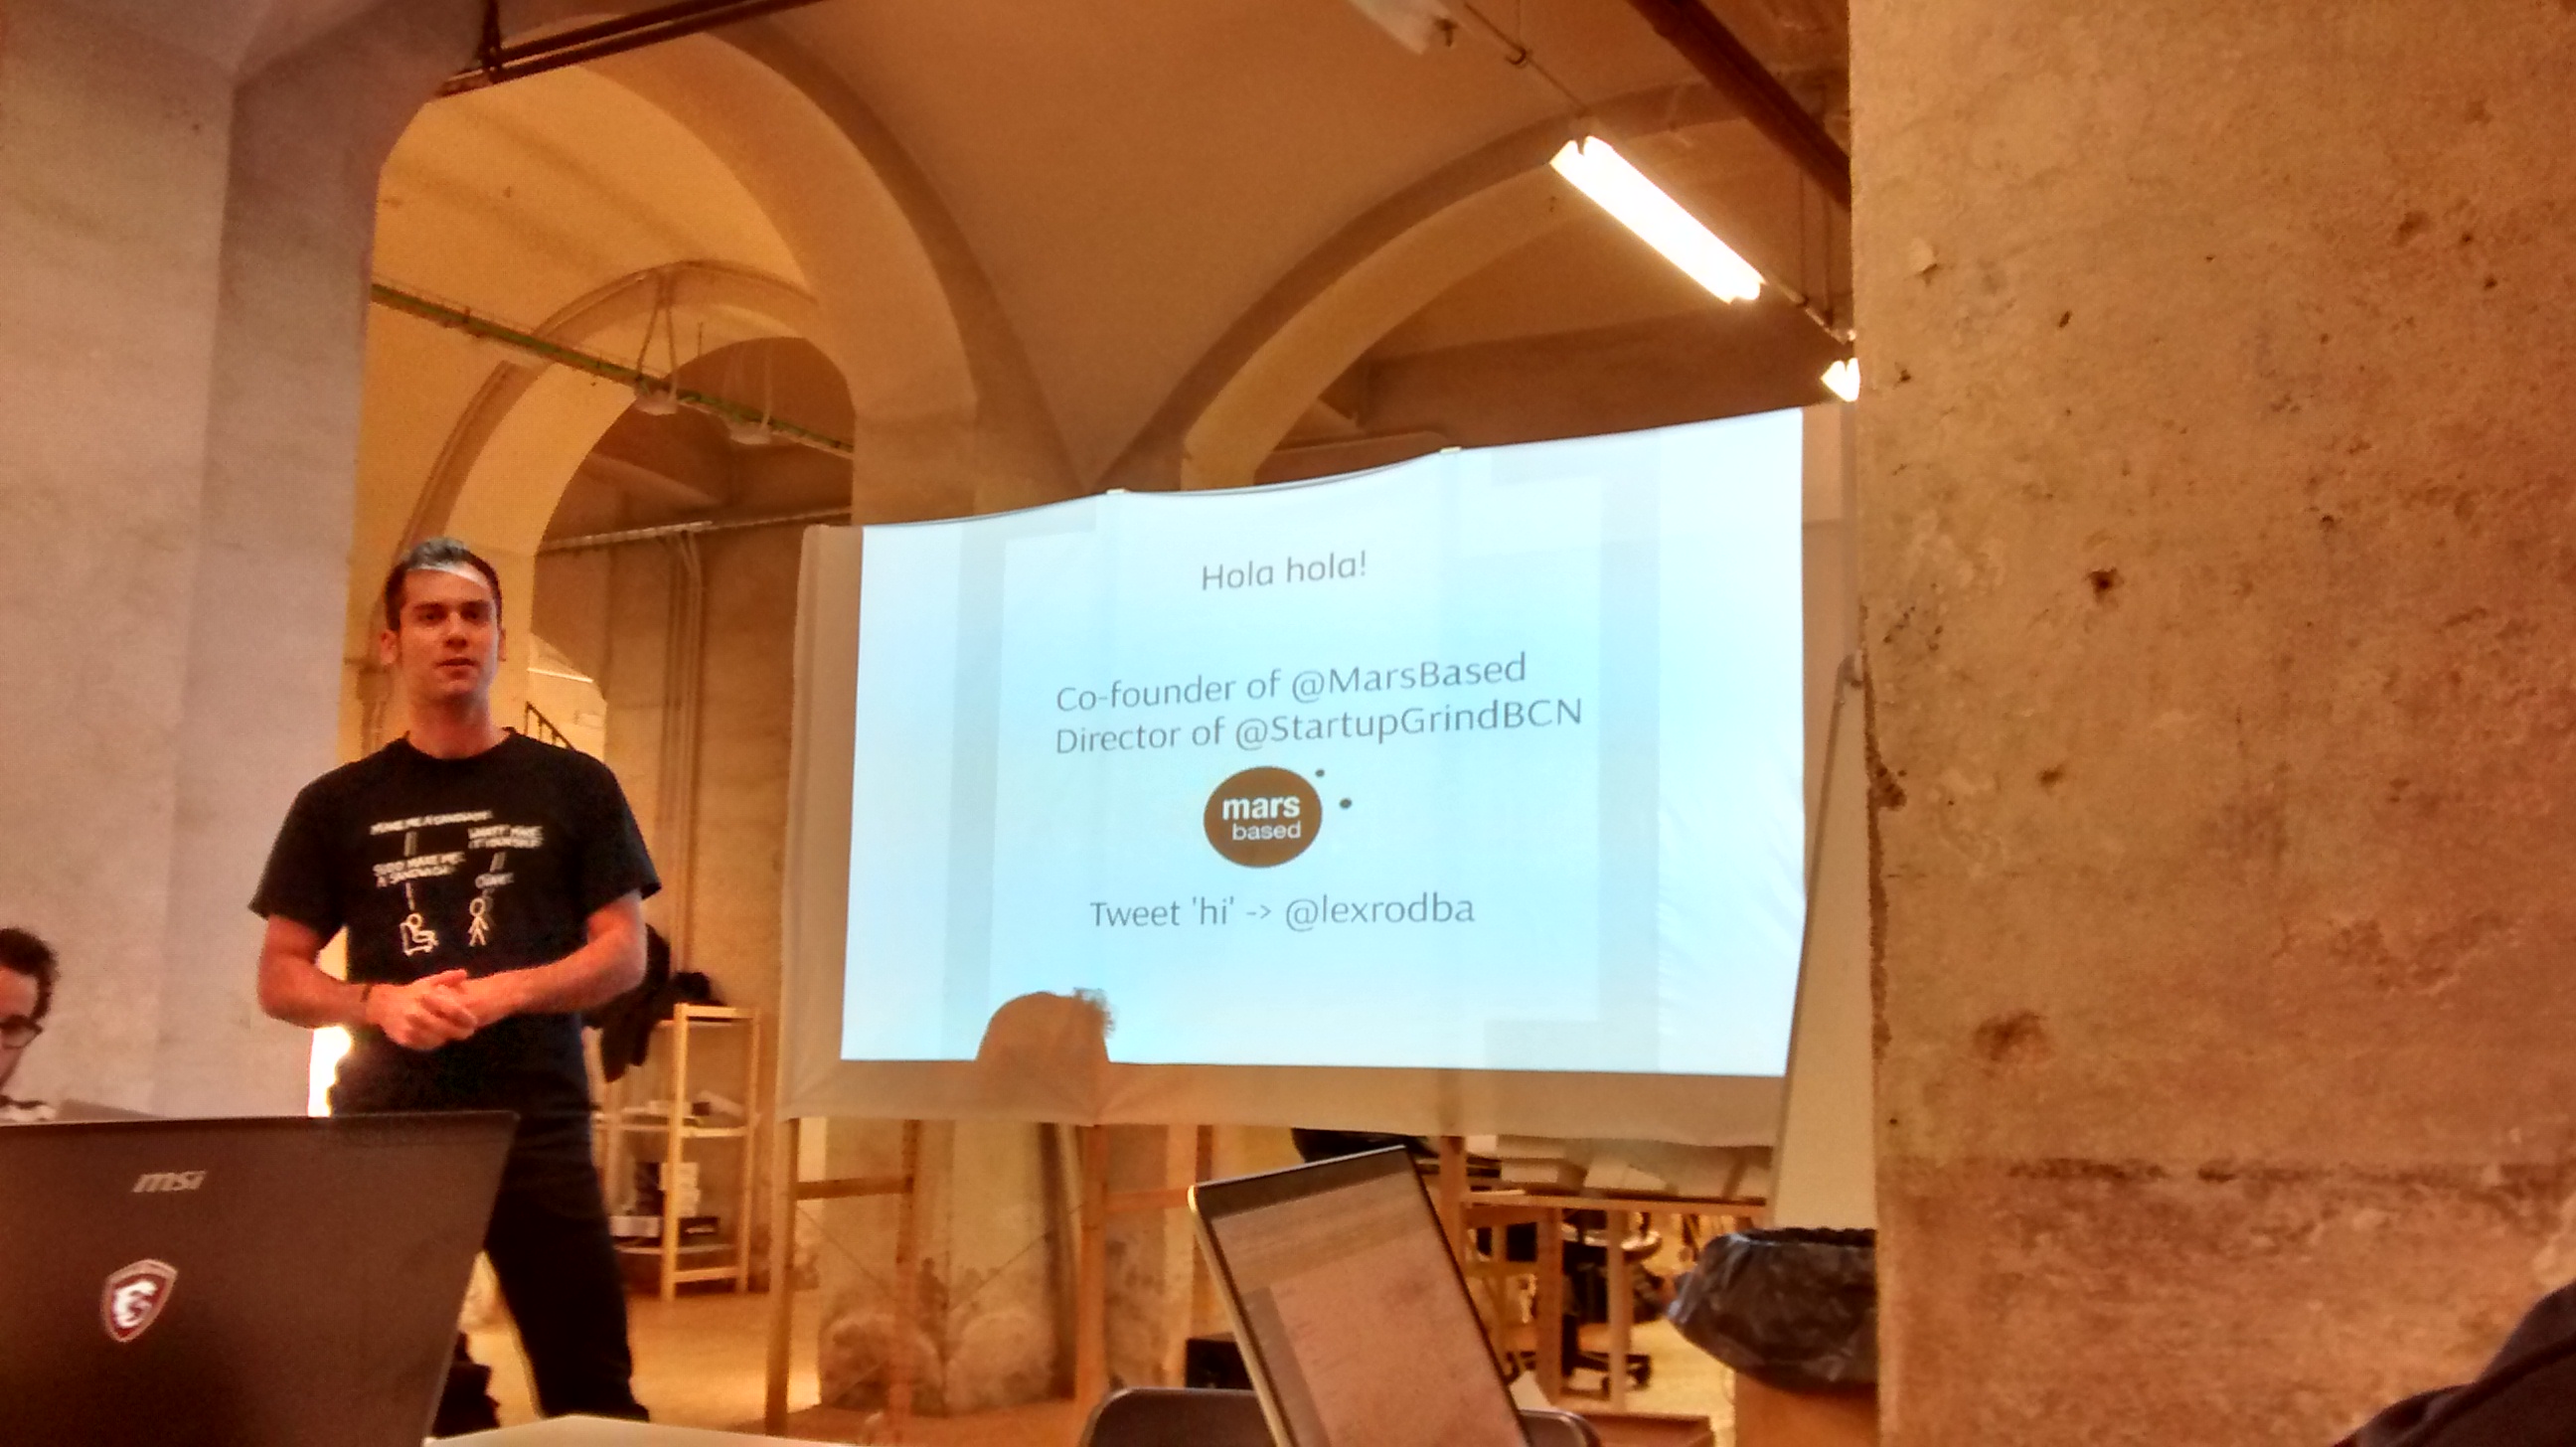 Hola hola!
Co-founder of @MarsBased
Director of @StartupGrindBCN
mars
based
Tweet 'hi' -> @lexrodba
MAKE ME A SANDWICH.
WHAT? MAKE
IT YOURSELF.
SUDO MAKE ME
A SANDWICH.
OKAY.
msi